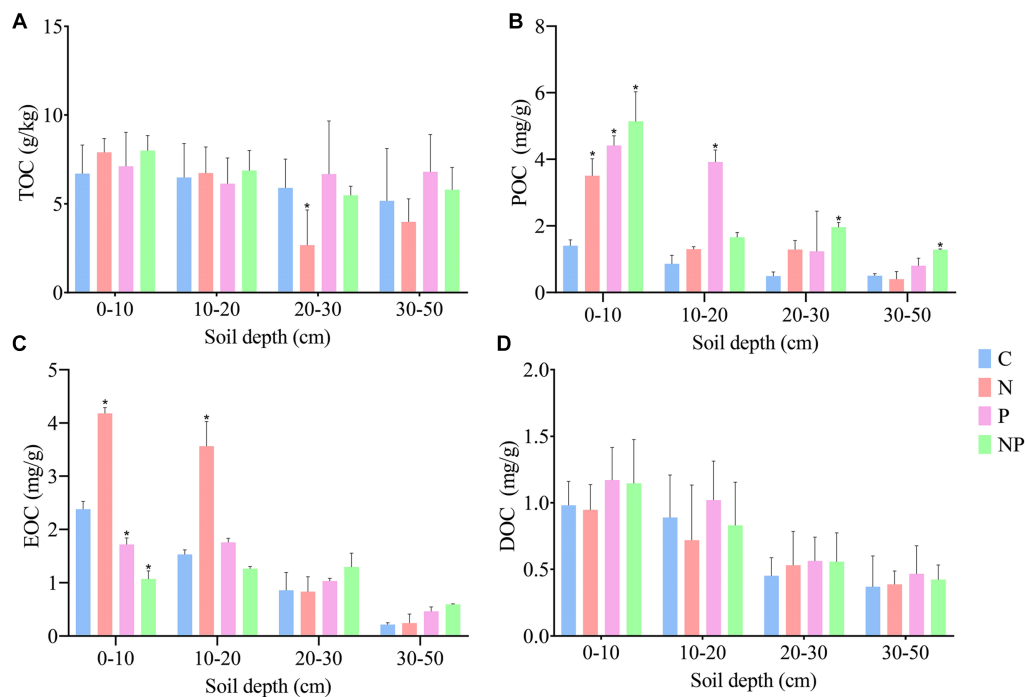 A
15
10
5
0
TOC (g/kg)
*
0-10 10-20 20-30 30-50
Soil depth (cm)
B
8
6
4
2
0
POC (mg/g)
* * * * * *
0-10 10-20 20-30 30-50
Soil depth (cm)
C
5
4
3
2
1
0
EOC (mg/g)
* * * *
0-10 10-20 20-30 30-50
Soil depth (cm)
D
2.0
1.5
1.0
0.5
0.0
DOC (mg/g)
0-10 10-20 20-30 30-50
Soil depth (cm)
C
N
P
NP